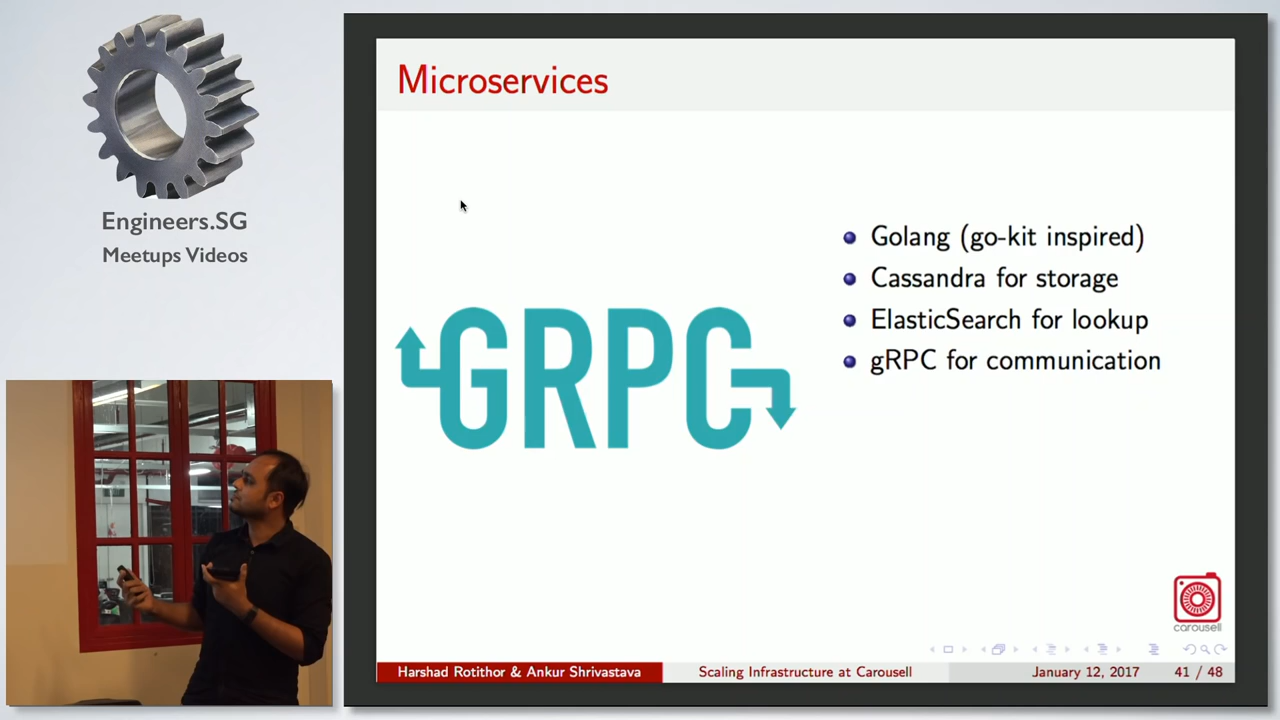 Engineers.SG
Meetups Videos
Microservices
GRPC
Golang (go-kit inspired)
Cassandra for storage
ElasticSearch for lookup
gRPC for communication
carousell
Harshad Rotithor & Ankur Shrivastava
Scaling Infrastructure at Carousell
January 12, 2017
41 / 48